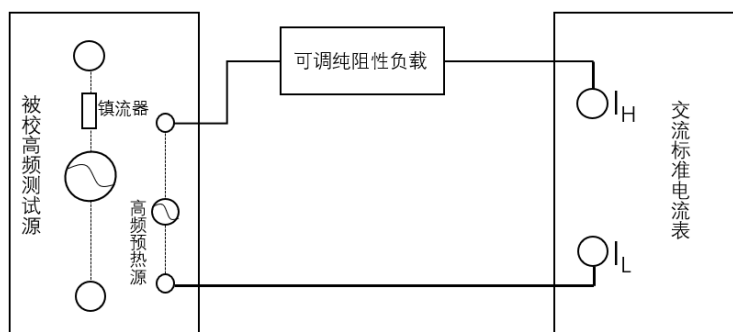 被校高频测试源
镇流器
高频预热源
可调纯阻性负载
I_H
I_L
交流标准电流表